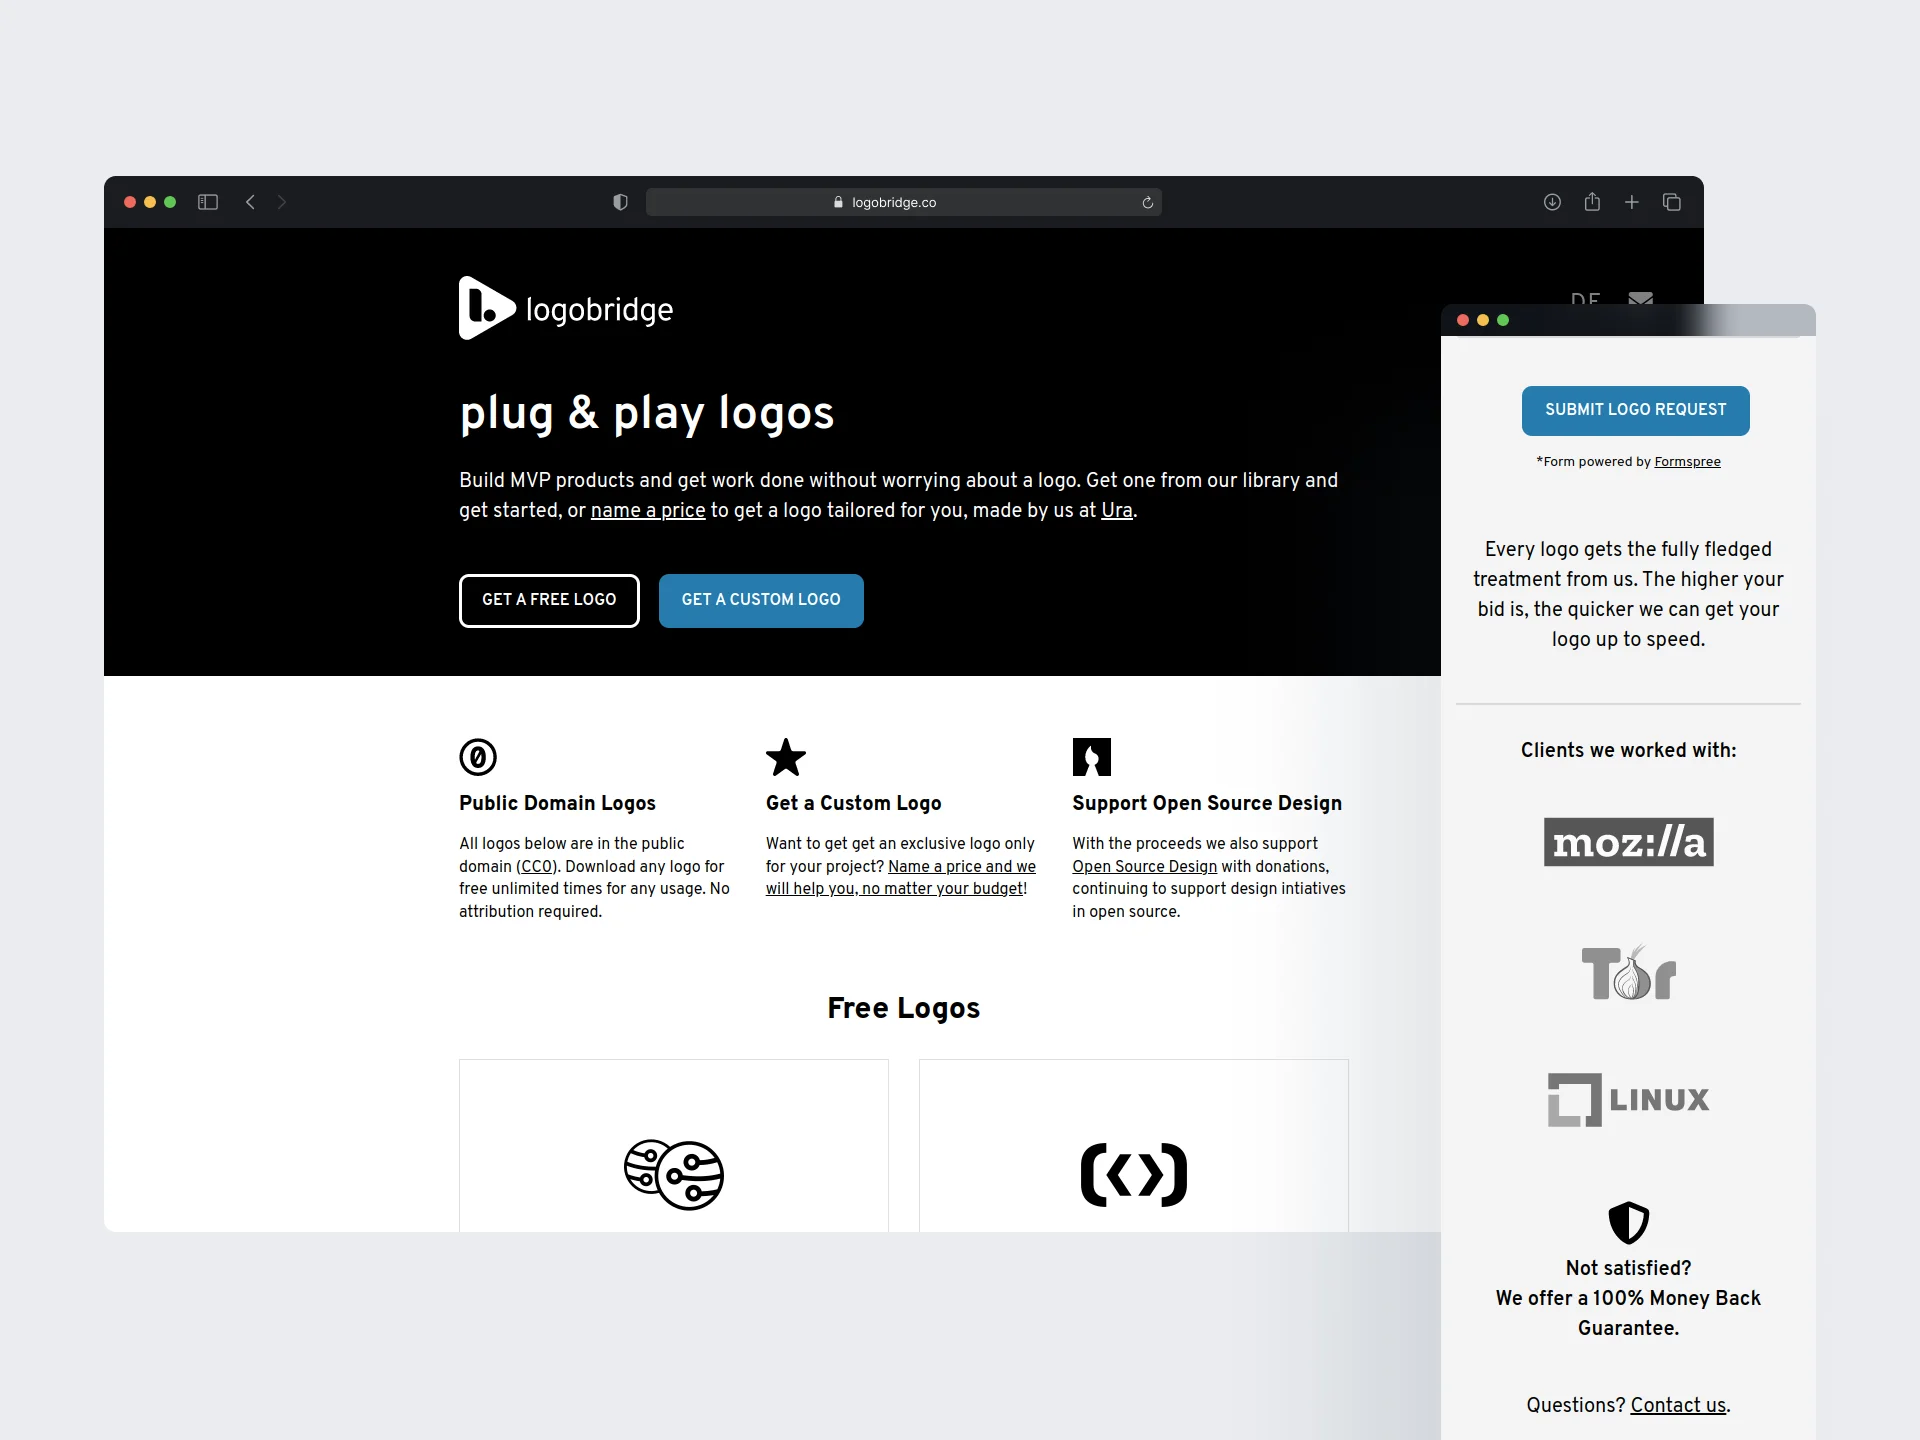 logobridge.co
logobridge
DE
plug & play logos
Build MVP products and get work done without worrying about a logo. Get one from our library and
get started, or name a price to get a logo tailored for you, made by us at Ura.
GET A FREE LOGO
GET A CUSTOM LOGO
Public Domain Logos
All logos below are in the public
domain (CC0). Download any logo for
free unlimited times for any usage. No
attribution required.
Get a Custom Logo
Want to get get an exclusive logo only
for your project? Name a price and we
will help you, no matter your budget!
Support Open Source Design
With the proceeds we also support
Open Source Design with donations,
continuing to support design intiatives
in open source.
Free Logos
SUBMIT LOGO REQUEST
*Form powered by Formspree
Every logo gets the fully fledged
treatment from us. The higher your
bid is, the quicker we can get your
logo up to speed.
Clients we worked with:
moz://a
Tor
LINUX
Not satisfied?
We offer a 100% Money Back
Guarantee.
Questions? Contact us.